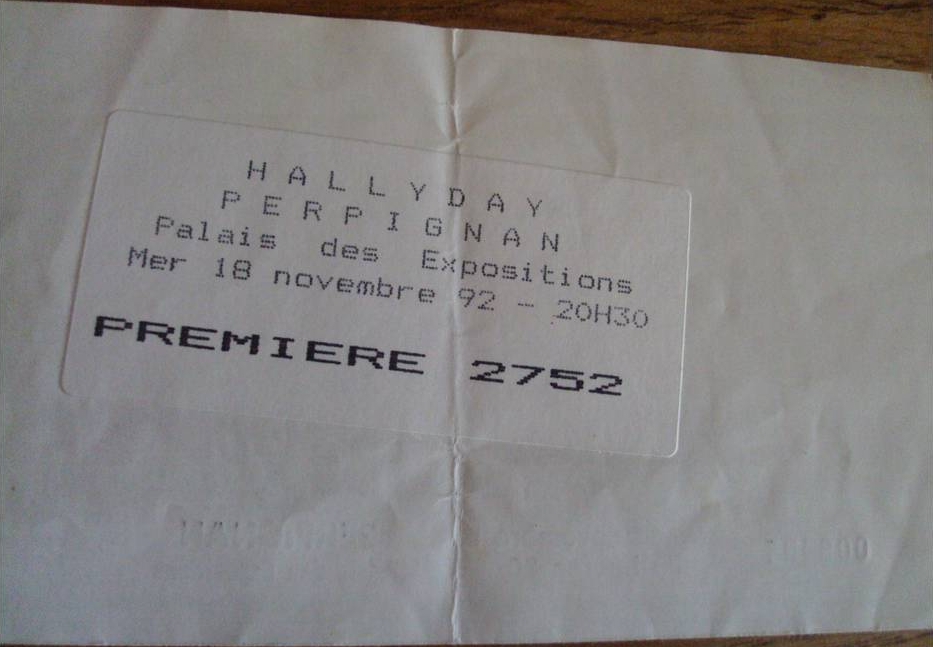 HALLYDAY
PERPIGNAN
Palais des Expositions
Mer 18 novembre 92 - 20H30
PREMIERE 2752